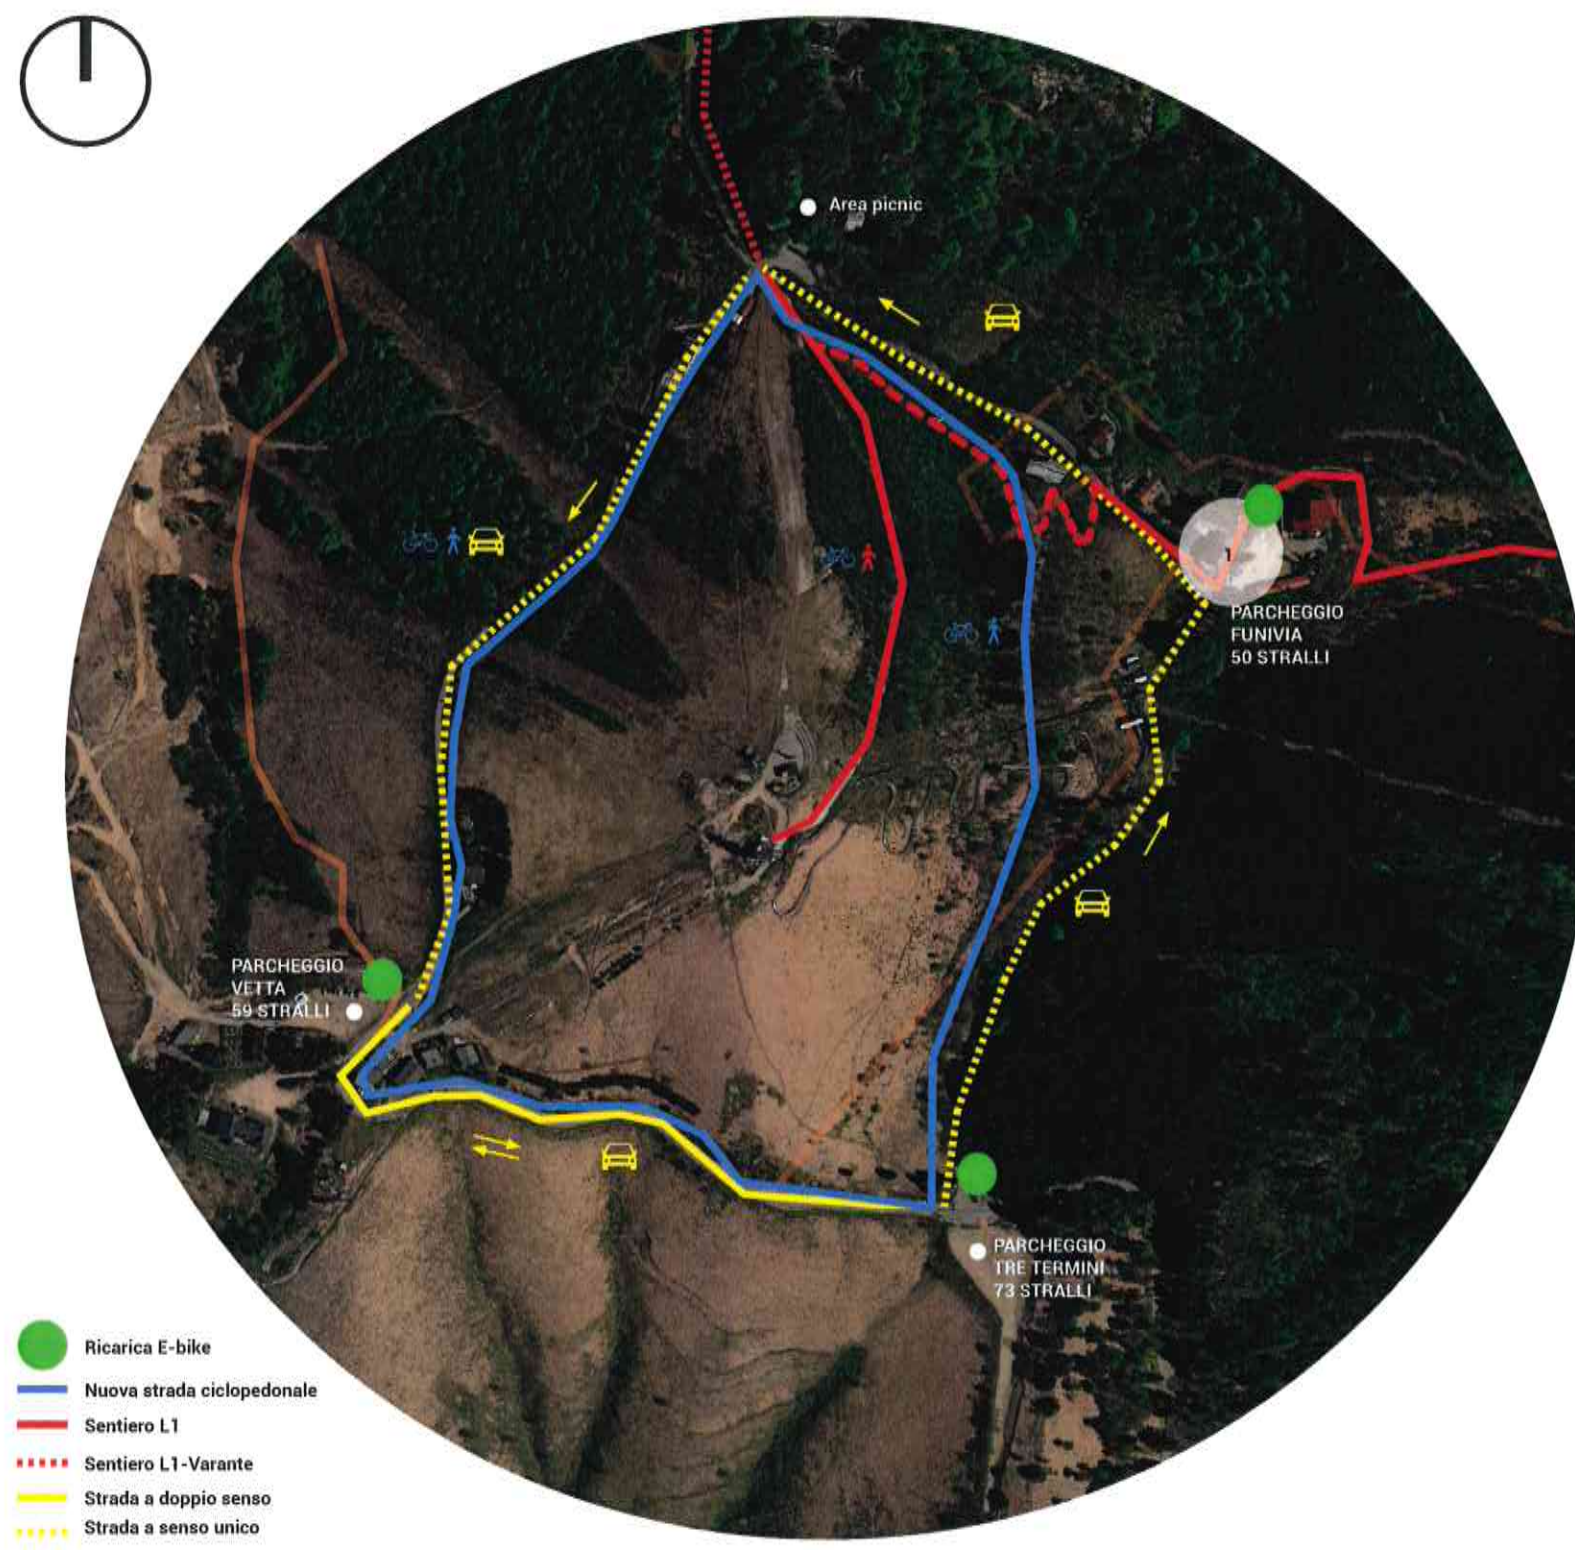 Area picnic
1
PARCHEGGIO
FUNIVIA
50 STRALLI
PARCHEGGIO
VETTA
59 STRALLI
PARCHEGGIO
TRE TERMINI
73 STRALLI
Ricarica E-bike
Nuova strada ciclopedonale
Sentiero L1
Sentiero L1-Varante
Strada a doppio senso
Strada a senso unico